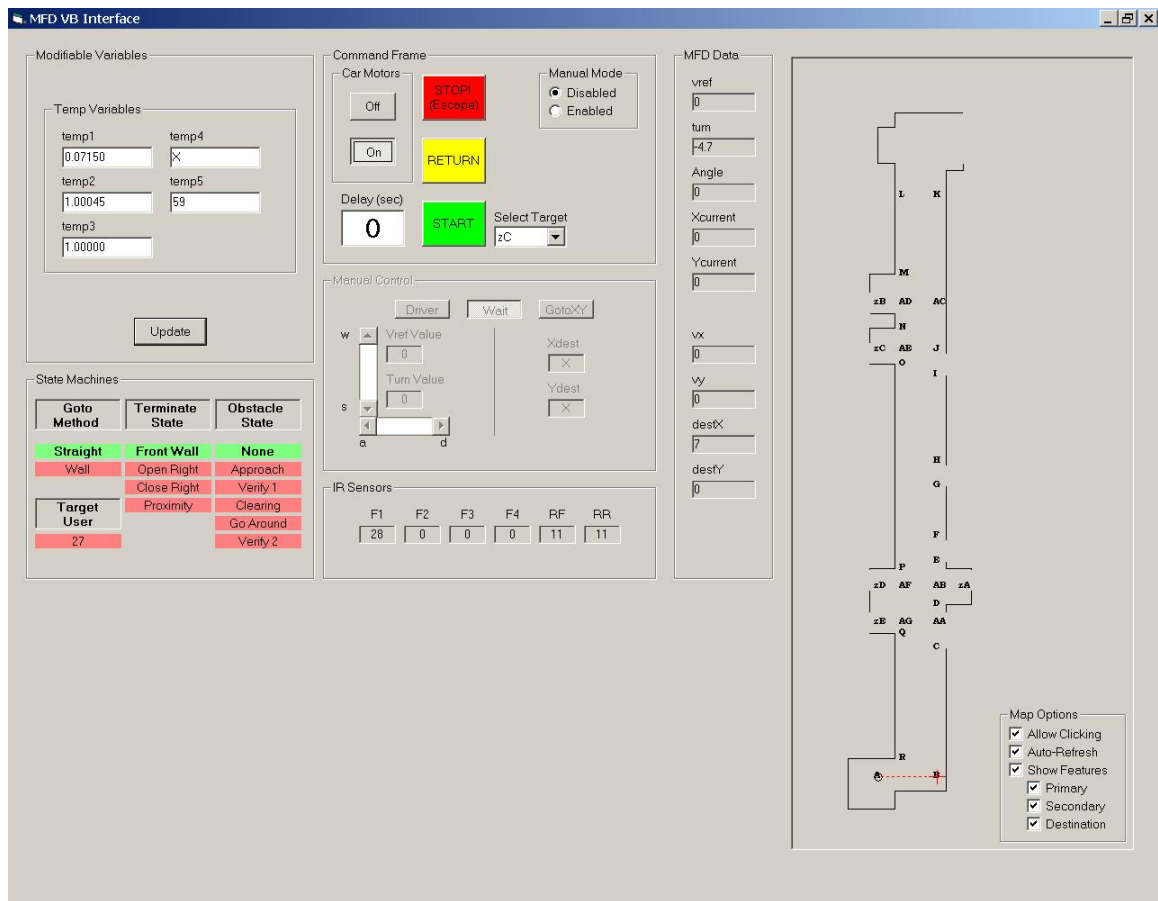 MFD VB Interface
Modifiable Variables
Temp Variables
temp1 temp4
0.07150 X
temp2 temp5
1.00045 59
temp3
1.00000
Update
State Machines
Goto Method
Terminate State
Obstacle State
Straight Front Wall None
Wall Open Right Approach
Close Right Verify 1
Target User
Proximity Clearing
Go Around
27 Verify 2
Command Frame
Car Motors
Off
On
STOP!
(Escape)
RETURN
START
Manual Mode
Disabled
Enabled
Delay (sec)
0
Select Target
zC
Manual Control
Driver Wait GotoXY
w
s
a d
Vref Value
0
Turn Value
0
Xdest
X
Ydest
X
IR Sensors
F1 F2 F3 F4 RF RR
28 0 0 0 11 11
MFD Data
vref
0
turn
-4.7
Angle
0
Xcurrent
0
Ycurrent
0
vx
0
vy
0
destX
7
destY
0
L K
M
zB AD AC
N
zC AE J
O
I
H
G
F
E
P
zD AF AB zA
D
zE AG AA
Q
C
R
A B
Map Options
Allow Clicking
Auto-Refresh
Show Features
Primary
Secondary
Destination